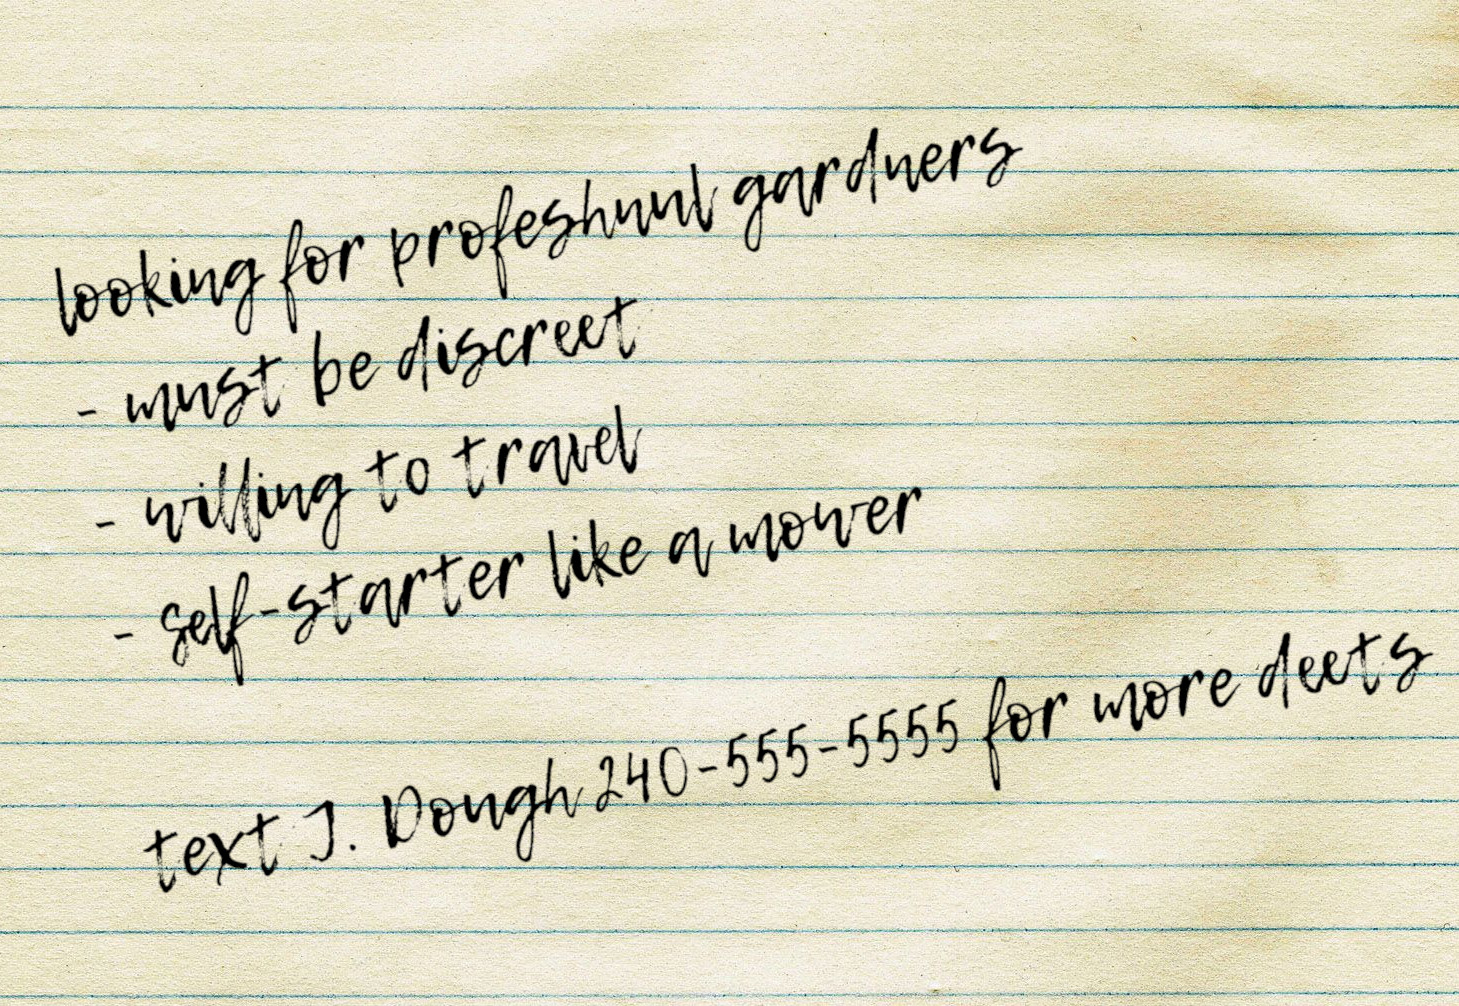 looking for profeshnul gardners
- must be discreet
- willing to travel
- self-starter like a mower
text J. Dough 240-555-5555 for more deets